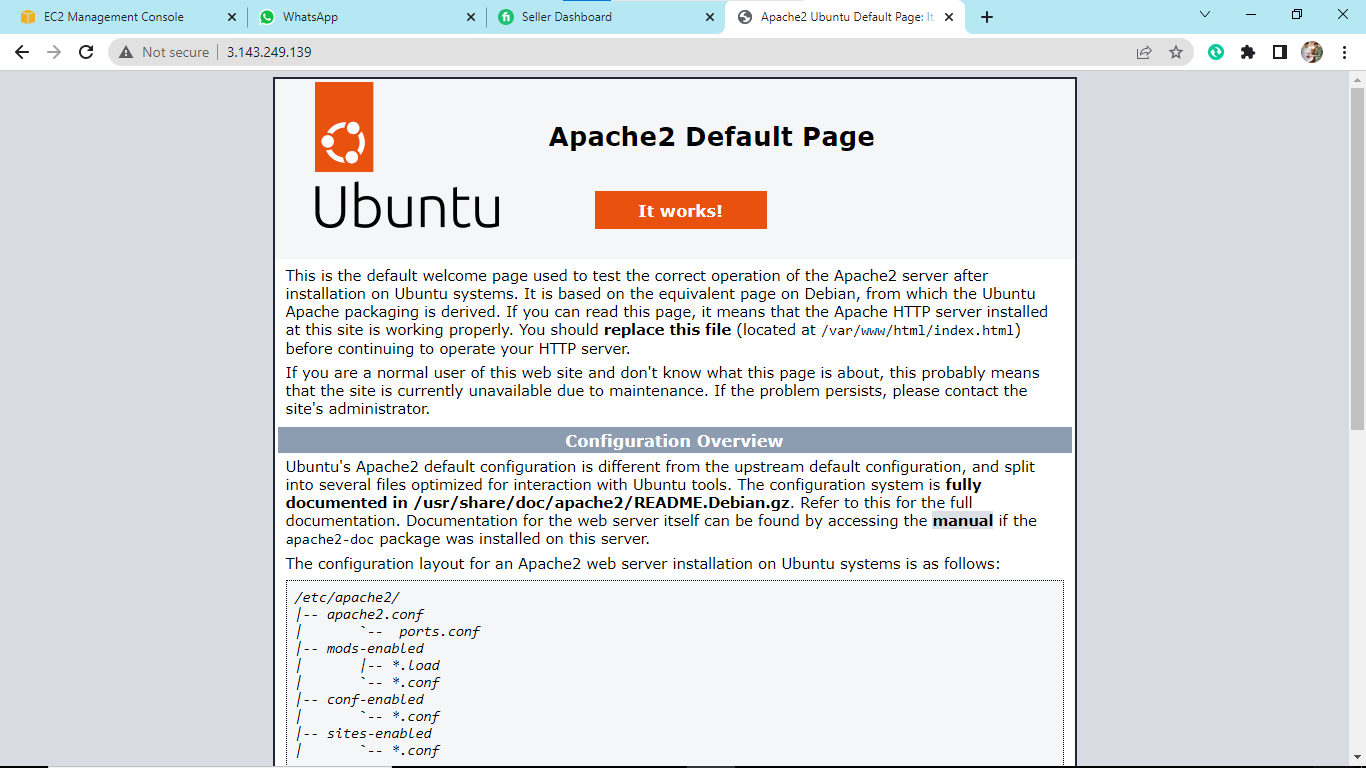 EC2 Management Console
WhatsApp
Seller Dashboard
Apache2 Ubuntu Default Page: It
Not secure
3.143.249.139
Apache2 Default Page
Ubuntu
It works!
This is the default welcome page used to test the correct operation of the Apache2 server after
installation on Ubuntu systems. It is based on the equivalent page on Debian, from which the Ubuntu
Apache packaging is derived. If you can read this page, it means that the Apache HTTP server installed
at this site is working properly. You should replace this file (located at /var/www/html/index.html)
before continuing to operate your HTTP server.
If you are a normal user of this web site and don't know what this page is about, this probably means
that the site is currently unavailable due to maintenance. If the problem persists, please contact the
site's administrator.
Configuration Overview
Ubuntu's Apache2 default configuration is different from the upstream default configuration, and split
into several files optimized for interaction with Ubuntu tools. The configuration system is fully
documented in /usr/share/doc/apache2/README.Debian.gz. Refer to this for the full
documentation. Documentation for the web server itself can be found by accessing the manual if the
apache2-doc package was installed on this server.
The configuration layout for an Apache2 web server installation on Ubuntu systems is as follows:
/etc/apache2/
|-- apache2.conf
|       `--  ports.conf
|-- mods-enabled
|       |-- *.load
|       `-- *.conf
|-- conf-enabled
|       `-- *.conf
|-- sites-enabled
|       `-- *.conf